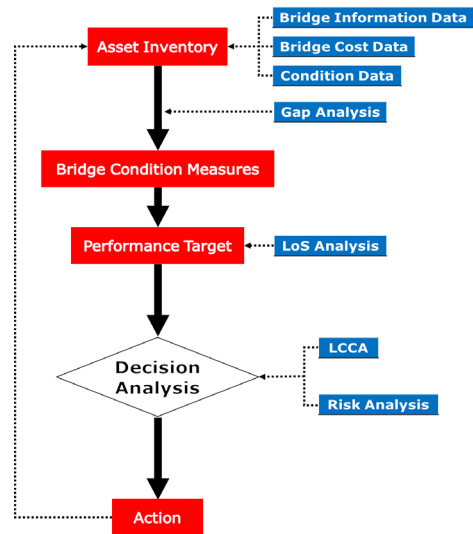 Bridge Information Data
Asset Inventory
Bridge Cost Data
Condition Data
Gap Analysis
Bridge Condition Measures
Performance Target
LoS Analysis
LCCA
Decision
Analysis
Risk Analysis
Action